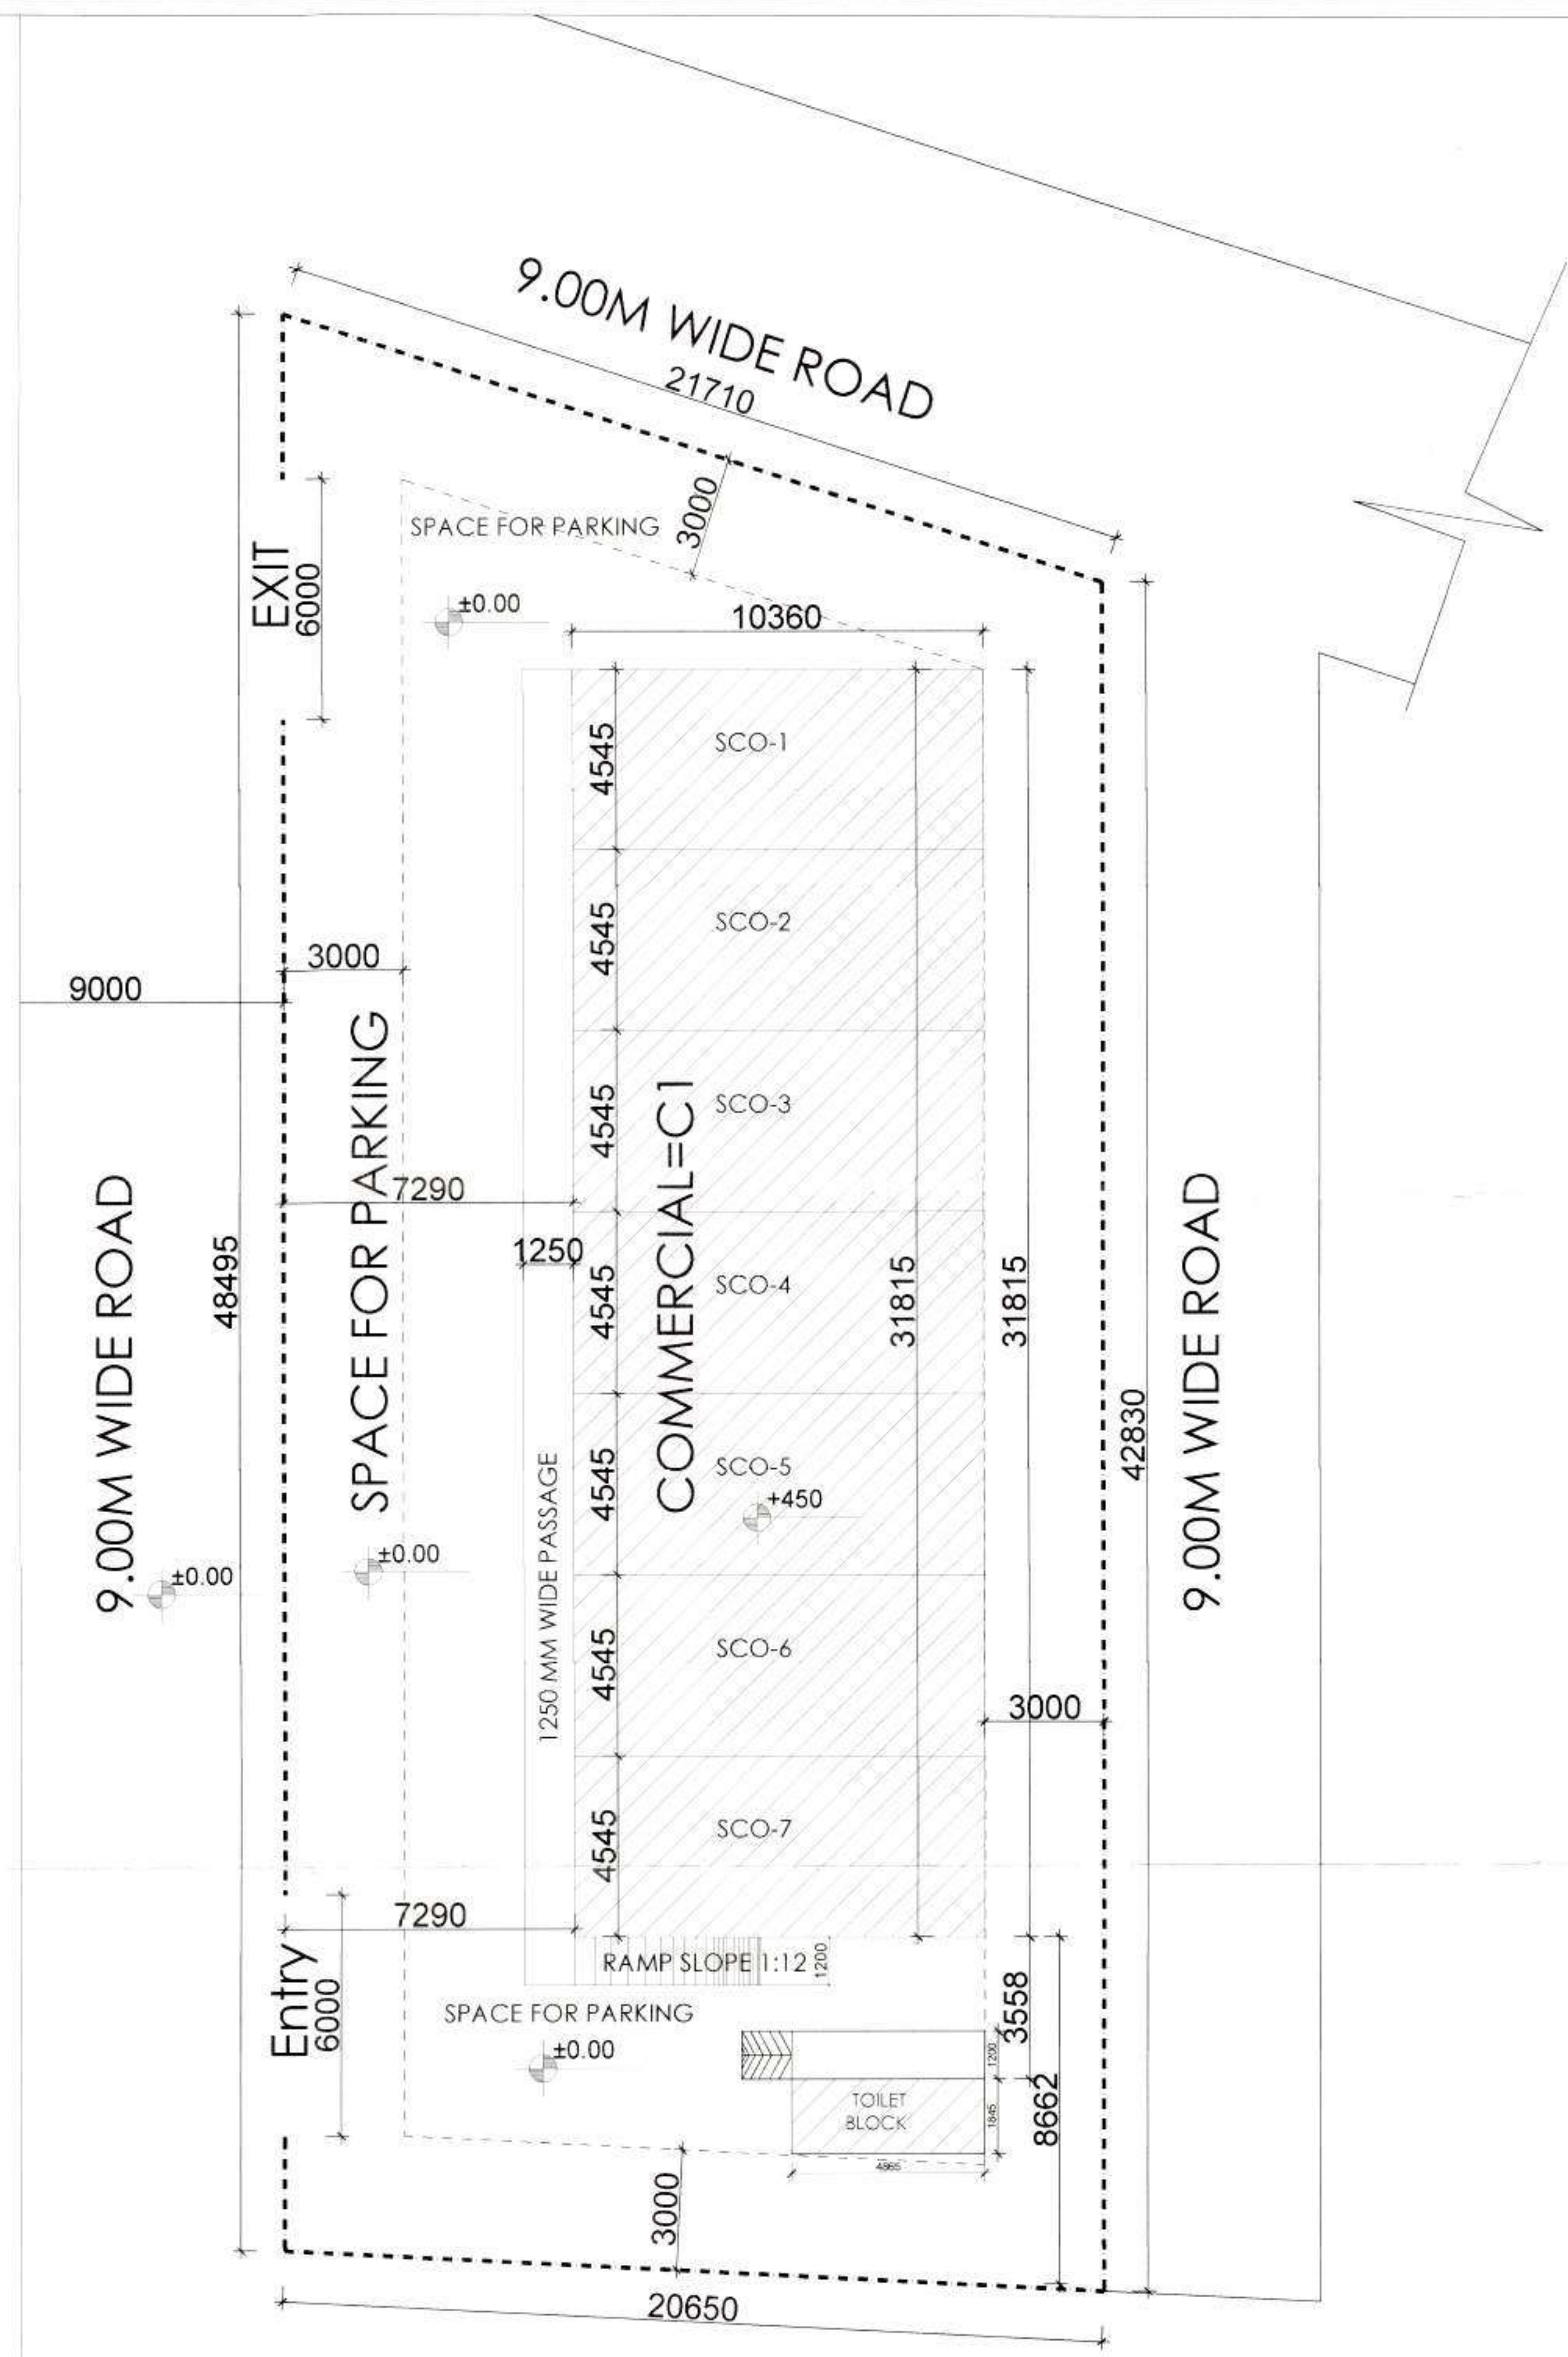 9.00M WIDE ROAD
21710
3000
SPACE FOR PARKING
EXIT
6000
±0.00
10360
4545
SCO-1
4545
SCO-2
3000
9000
4545
SCO-3
COMMERCIAL=C1
SPACE FOR PARKING
7290
1250
4545
SCO-4
31815
31815
9.00M WIDE ROAD
48495
42830
9.00M WIDE ROAD
4545
SCO-5
+450
1250 MM WIDE PASSAGE
±0.00
±0.00
4545
SCO-6
3000
4545
SCO-7
7290
Entry
6000
RAMP SLOPE 1:12
1200
SPACE FOR PARKING
±0.00
3558
1200
TOILET
BLOCK
1845
8662
4865
3000
20650